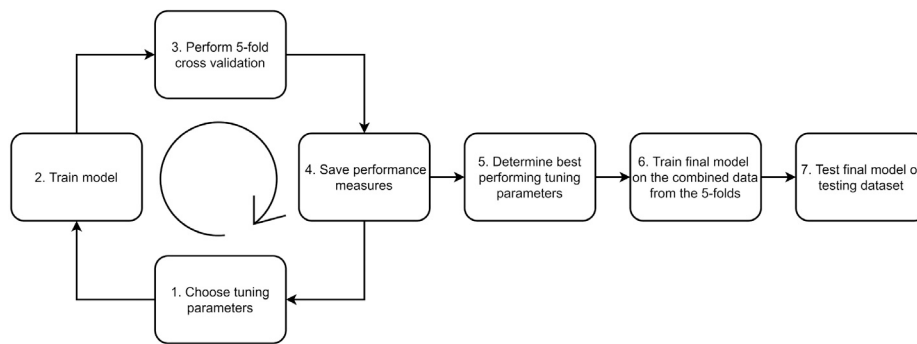 3. Perform 5-fold
cross validation
2. Train model
4. Save performance
measures
5. Determine best
performing tuning
parameters
6. Train final model
on the combined data
from the 5-folds
7. Test final model o
testing dataset
1. Choose tuning
parameters